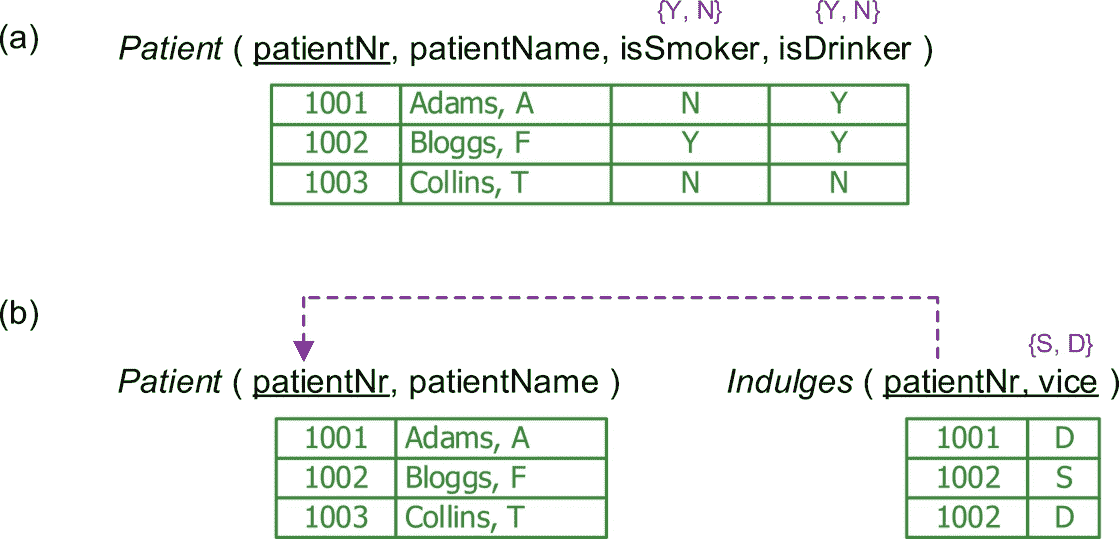 {Y, N} {Y, N}
(a) Patient ( patientNr, patientName, isSmoker, isDrinker )
1001 Adams, A N Y
1002 Bloggs, F Y Y
1003 Collins, T N N
(b)
{S, D}
Patient ( patientNr, patientName ) Indulges ( patientNr, vice )
1001 Adams, A 1001 D
1002 Bloggs, F 1002 S
1003 Collins, T 1002 D